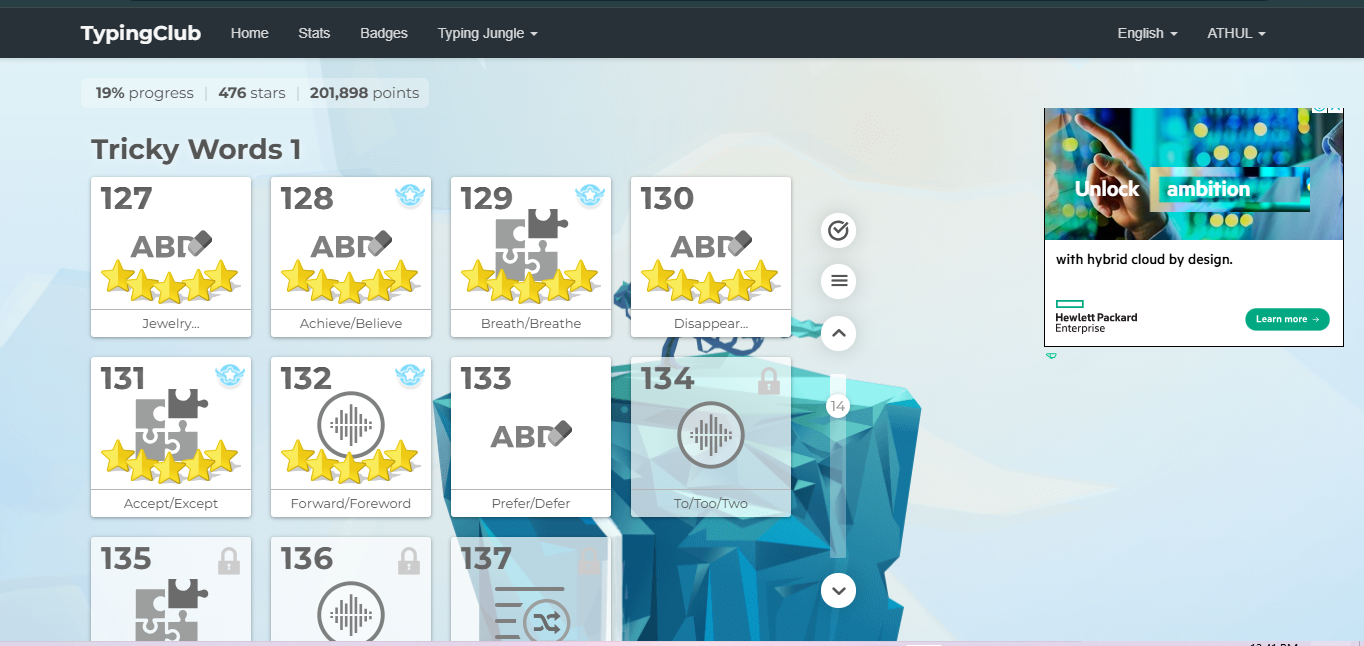 TypingClub Home Stats Badges Typing Jungle English ATHUL
19% progress | 476 stars | 201,898 points
Tricky Words 1
127 128 129 130
ABD ABD ABD
Jewelry... Achieve/Believe Breath/Breathe Disappear...
131 132 133 134
ABD
Accept/Except Forward/Foreword Prefer/Defer To/Too/Two
135 136 137
14
Unlock ambition
with hybrid cloud by design.
Hewlett Packard
Enterprise
Learn more →